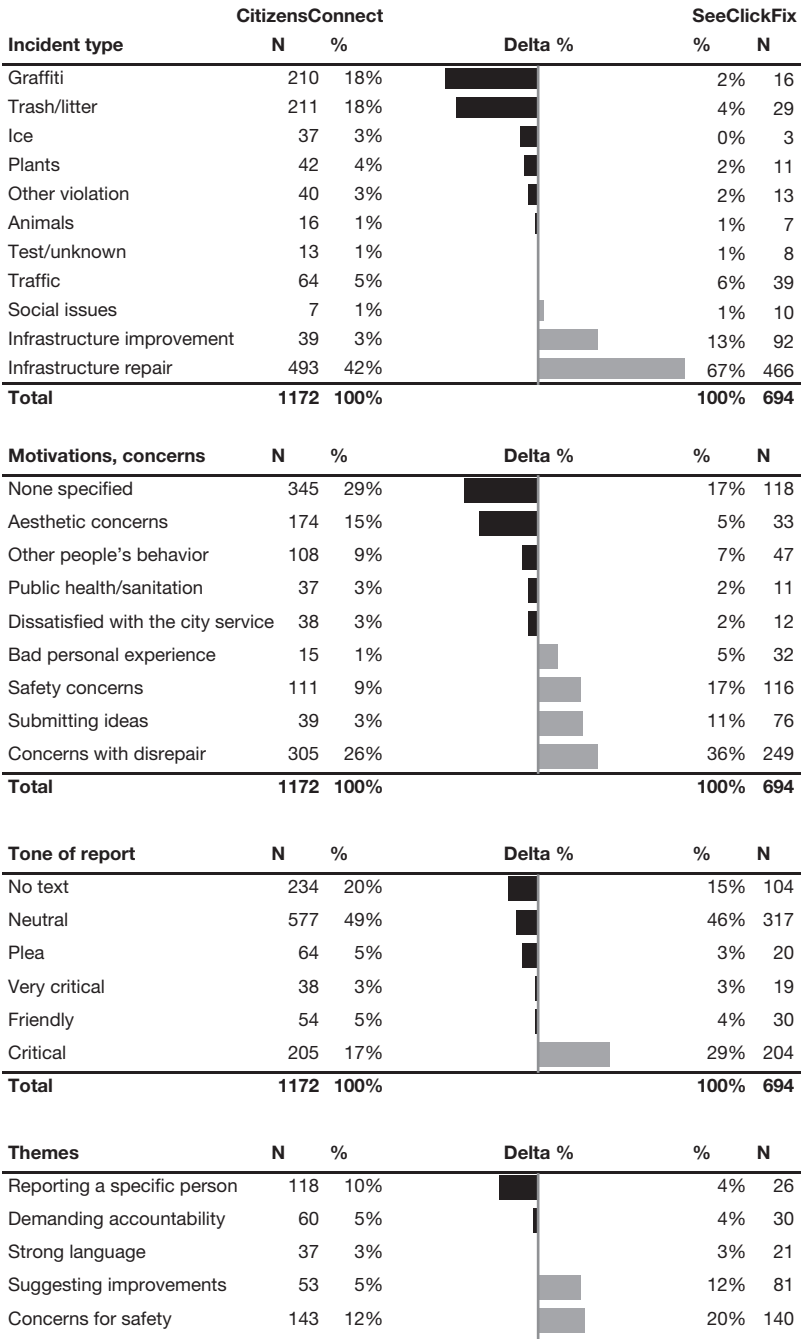 CitizensConnect SeeClickFix
Incident type N % Delta % % N
Graffiti 210 18% 2% 16
Trash/litter 211 18% 4% 29
Ice 37 3% 0% 3
Plants 42 4% 2% 11
Other violation 40 3% 2% 13
Animals 16 1% 1% 7
Test/unknown 13 1% 1% 8
Traffic 64 5% 6% 39
Social issues 7 1% 1% 10
Infrastructure improvement 39 3% 13% 92
Infrastructure repair 493 42% 67% 466
Total 1172 100% 100% 694
Motivations, concerns N % Delta % % N
None specified 345 29% 17% 118
Aesthetic concerns 174 15% 5% 33
Other people's behavior 108 9% 7% 47
Public health/sanitation 37 3% 2% 11
Dissatisfied with the city service 38 3% 2% 12
Bad personal experience 15 1% 5% 32
Safety concerns 111 9% 17% 116
Submitting ideas 39 3% 11% 76
Concerns with disrepair 305 26% 36% 249
Total 1172 100% 100% 694
Tone of report N % Delta % % N
No text 234 20% 15% 104
Neutral 577 49% 46% 317
Plea 64 5% 3% 20
Very critical 38 3% 3% 19
Friendly 54 5% 4% 30
Critical 205 17% 29% 204
Total 1172 100% 100% 694
Themes N % Delta % % N
Reporting a specific person 118 10% 4% 26
Demanding accountability 60 5% 4% 30
Strong language 37 3% 3% 21
Suggesting improvements 53 5% 12% 81
Concerns for safety 143 12% 20% 140